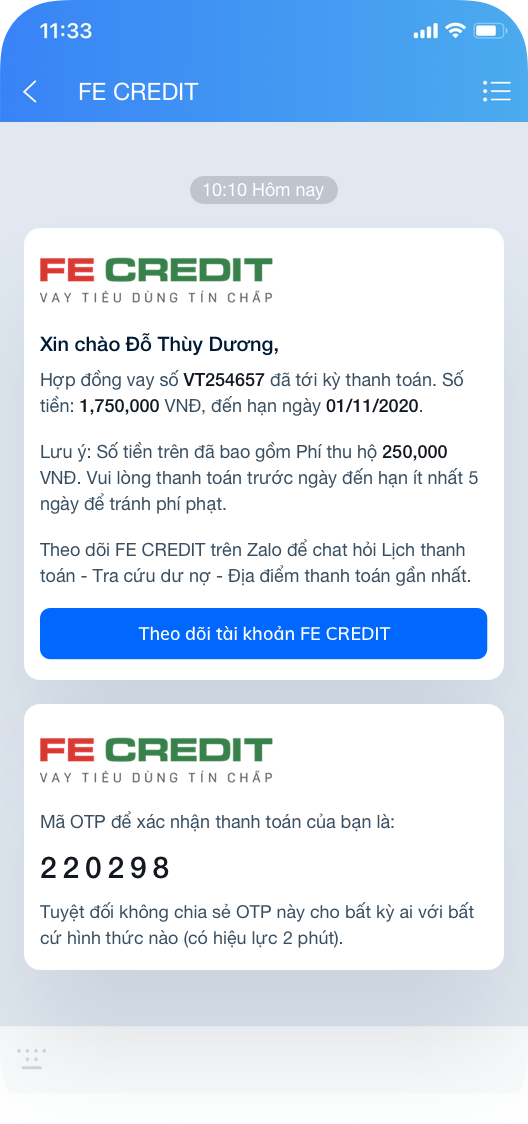 11:33
FE CREDIT
10:10 Hôm nay
FE CREDIT
VAY TIÊU DÙNG TÍN CHẤP
Xin chào Đỗ Thùy Dương,
Hợp đồng vay số VT254657 đã tới kỳ thanh toán. Số
tiền: 1,750,000 VNĐ, đến hạn ngày 01/11/2020.
Lưu ý: Số tiền trên đã bao gồm Phí thu hộ 250,000
VNĐ. Vui lòng thanh toán trước ngày đến hạn ít nhất 5
ngày để tránh phí phạt.
Theo dõi FE CREDIT trên Zalo để chat hỏi Lịch thanh
toán - Tra cứu dư nợ - Địa điểm thanh toán gần nhất.
Theo dõi tài khoản FE CREDIT
FE CREDIT
VAY TIÊU DÙNG TÍN CHẤP
Mã OTP để xác nhận thanh toán của bạn là:
220298
Tuyệt đối không chia sẻ OTP này cho bất kỳ ai với bất
cứ hình thức nào (có hiệu lực 2 phút).